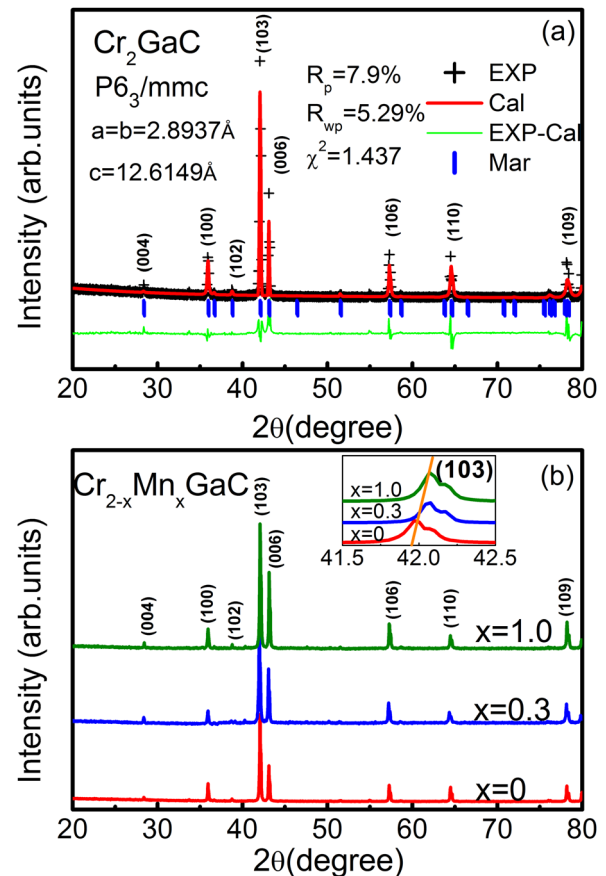 (a)
Cr2GaC
P63/mmc
a=b=2.8937Å
c=12.6149Å
Rp=7.9%
Rwp=5.29%
χ2=1.437
EXP
Cal
EXP-Cal
Mar
(004)
(100)
(102)
(103)
(006)
(106)
(110)
(109)
Intensity (arb.units)
20 30 40 50 60 70 80
2θ(degree)
(b)
Cr2-xMnxGaC
(103)
x=1.0
x=0.3
x=0
41.5 42.0 42.5
(004)
(100)
(102)
(103)
(006)
(106)
(110)
(109)
x=1.0
x=0.3
x=0
Intensity (arb.units)
20 30 40 50 60 70 80
2θ(degree)